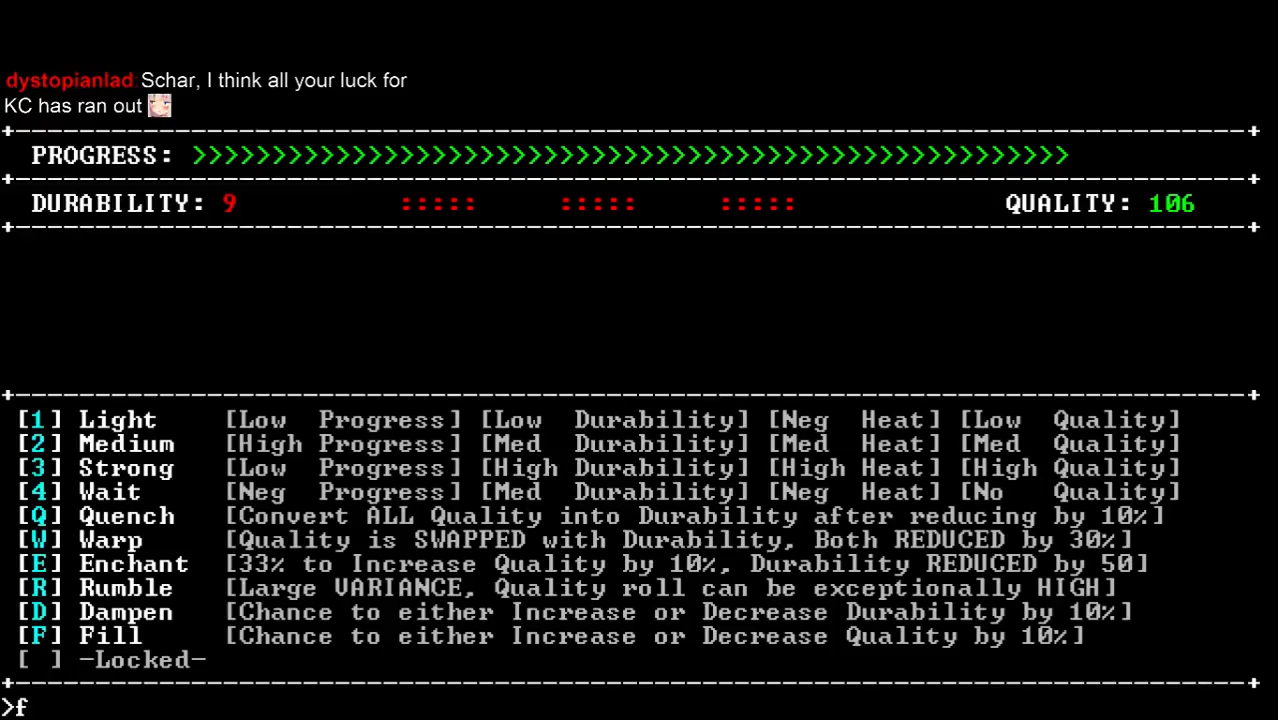 dystopianlad: Schar, I think all your luck for
KC has ran out
+------------------------------------------------------------------------------+
PROGRESS: >>>>>>>>>>>>>>>>>>>>>>>>>>>>>>>>>>>>>>>>>>>>>>>>>>>>>>>
+------------------------------------------------------------------------------+
DURABILITY: 9 ::::: ::::: ::::: QUALITY: 106
+------------------------------------------------------------------------------+
+------------------------------------------------------------------------------+
[1] Light [Low Progress] [Low Durability] [Neg Heat] [Low Quality]
[2] Medium [High Progress] [Med Durability] [Med Heat] [Med Quality]
[3] Strong [Low Progress] [High Durability] [High Heat] [High Quality]
[4] Wait [Neg Progress] [Med Durability] [Neg Heat] [No Quality]
[Q] Quench [Convert ALL Quality into Durability after reducing by 10%]
[W] Warp [Quality is SWAPPED with Durability, Both REDUCED by 30%]
[E] Enchant [33% to Increase Quality by 10%, Durability REDUCED by 50]
[R] Rumble [Large VARIANCE, Quality roll can be exceptionally HIGH]
[D] Dampen [Chance to either Increase or Decrease Durability by 10%]
[F] Fill [Chance to either Increase or Decrease Quality by 10%]
[ ] -Locked-
+------------------------------------------------------------------------------+
>f